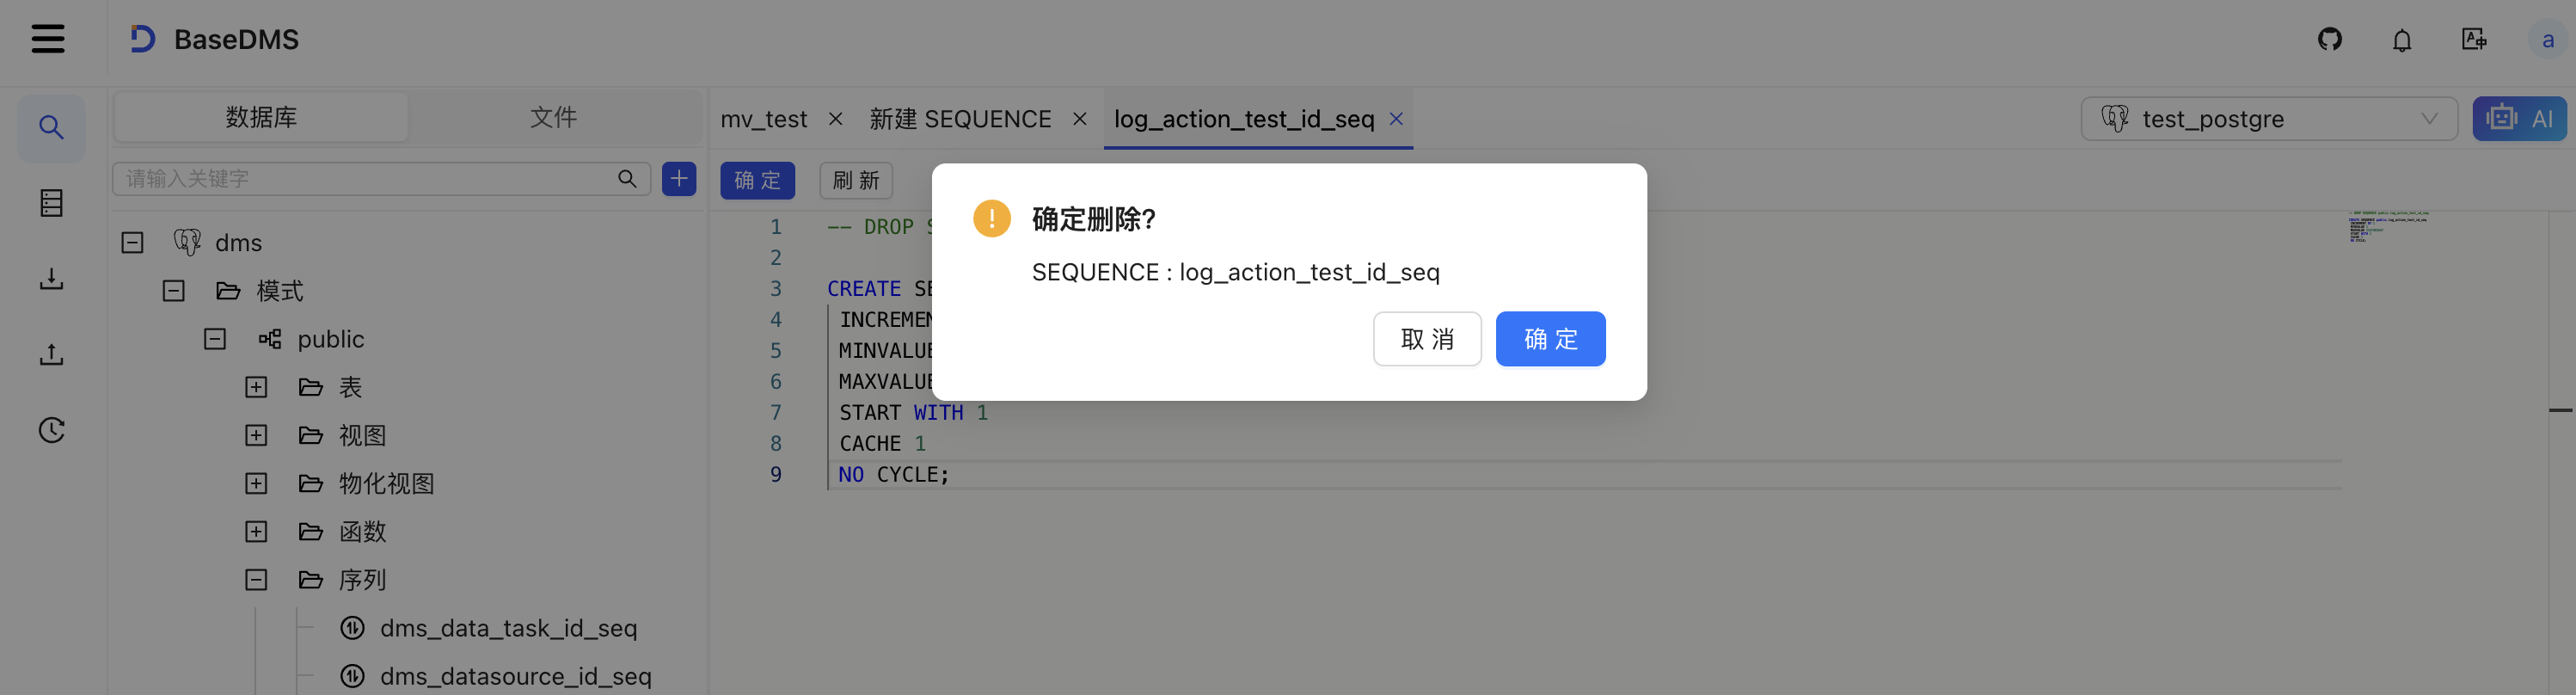 BaseDMS
a
数据库
文件
mv_test
新建 SEQUENCE
log_action_test_id_seq
test_postgre
AI
请输入关键字
确 定
刷 新
dms
模式
public
表
视图
物化视图
函数
序列
dms_data_task_id_seq
dms_datasource_id_seq
1 -- DROP S
2
3 CREATE SE
4 INCREMEN
5 MINVALUE
6 MAXVALUE
7 START WITH 1
8 CACHE 1
9 NO CYCLE;
确定删除?
SEQUENCE : log_action_test_id_seq
取 消
确 定